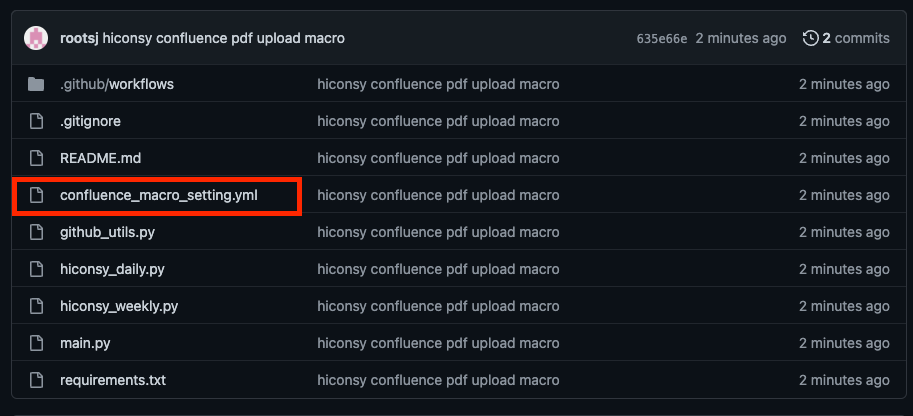 rootsj hiconsy confluence pdf upload macro 635e66e 2 minutes ago 2 commits
.github/workflows hiconsy confluence pdf upload macro 2 minutes ago
.gitignore hiconsy confluence pdf upload macro 2 minutes ago
README.md hiconsy confluence pdf upload macro 2 minutes ago
confluence_macro_setting.yml hiconsy confluence pdf upload macro 2 minutes ago
github_utils.py hiconsy confluence pdf upload macro 2 minutes ago
hiconsy_daily.py hiconsy confluence pdf upload macro 2 minutes ago
hiconsy_weekly.py hiconsy confluence pdf upload macro 2 minutes ago
main.py hiconsy confluence pdf upload macro 2 minutes ago
requirements.txt hiconsy confluence pdf upload macro 2 minutes ago